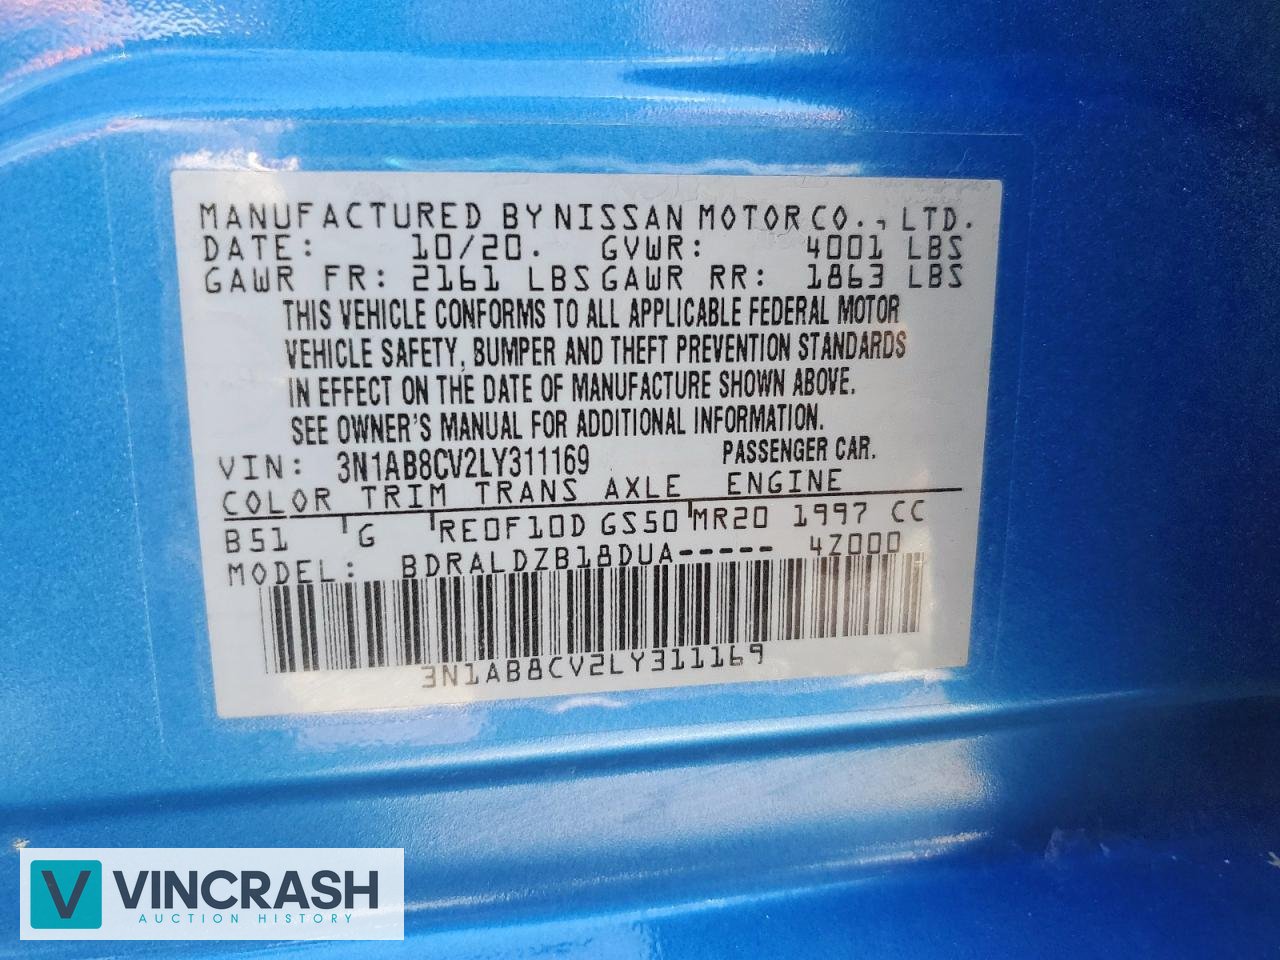 MANUFACTURED BY NISSAN MOTOR CO., LTD.
DATE: 10/20. GVWR: 4001 LBS
GAWR FR: 2161 LBS GAWR RR: 1863 LBS
THIS VEHICLE CONFORMS TO ALL APPLICABLE FEDERAL MOTOR
VEHICLE SAFETY, BUMPER AND THEFT PREVENTION STANDARDS
IN EFFECT ON THE DATE OF MANUFACTURE SHOWN ABOVE.
SEE OWNER'S MANUAL FOR ADDITIONAL INFORMATION.
VIN: 3N1AB8CV2LY311169 PASSENGER CAR.
COLOR TRIM TRANS AXLE ENGINE
B51 G RE0F10D GS50 MR20 1997 CC
MODEL: BDRALDZB18DUA----- 4Z000
3N1AB8CV2LY311169
V VINCRASH
AUCTION HISTORY